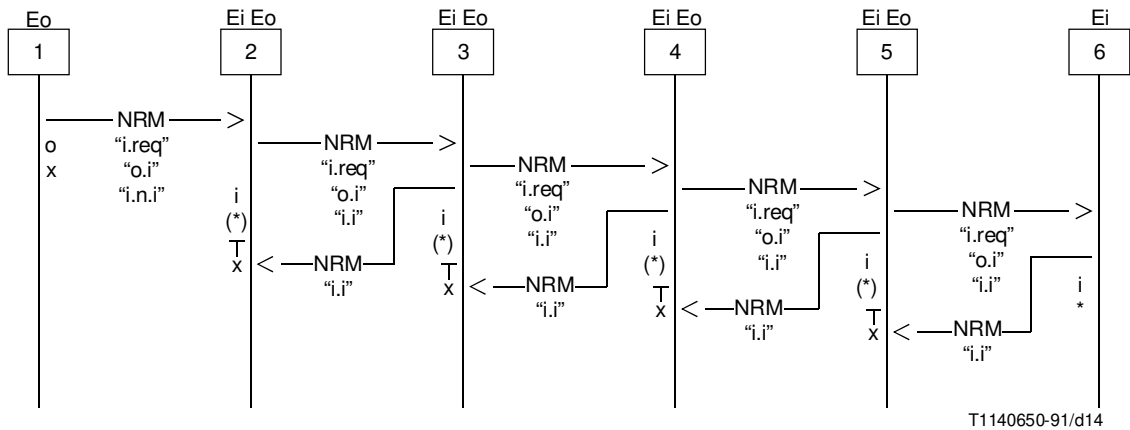 Eo Ei Eo Ei Eo Ei Eo Ei Eo Ei
1 2 3 4 5 6
NRM
“i.req”
“o.i”
“i.n.i”
o
x
NRM
“i.req”
“o.i”
“i.i”
i
(*)
x
NRM
“i.i”
NRM
“i.req”
“o.i”
“i.i”
i
(*)
x
NRM
“i.i”
NRM
“i.req”
“o.i”
“i.i”
i
(*)
x
NRM
“i.i”
NRM
“i.req”
“o.i”
“i.i”
i
(*)
x
NRM
“i.i”
i
*
T1140650-91/d14